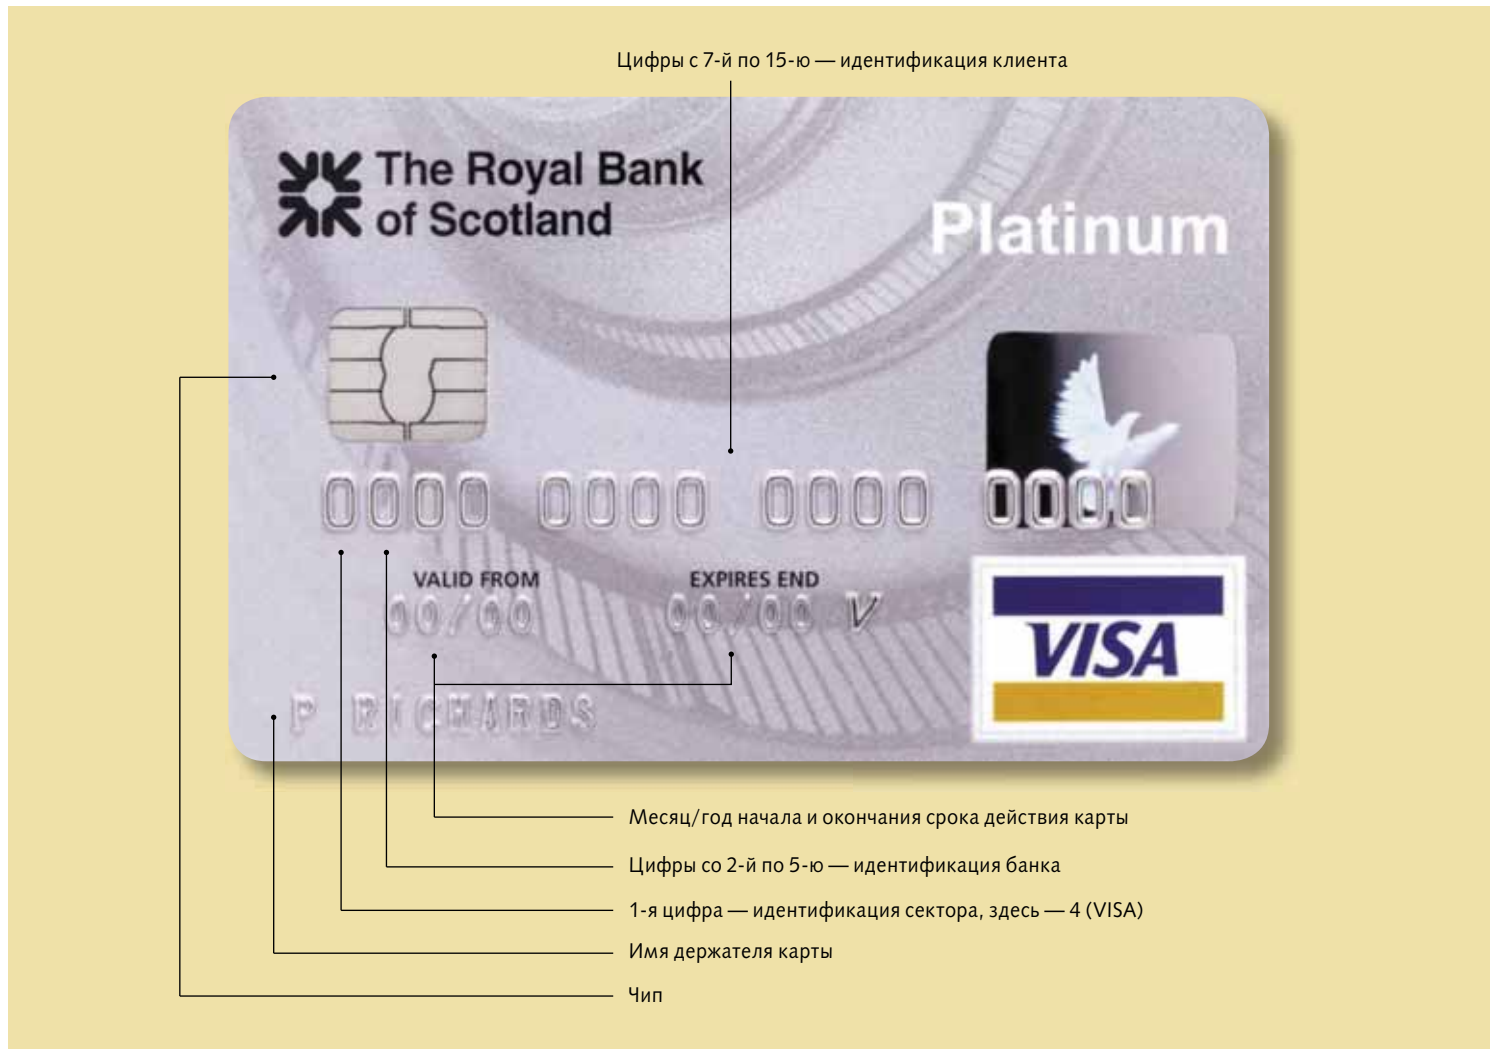 Цифры с 7-й по 15-ю — идентификация клиента
The Royal Bank
of Scotland
Platinum
0000 0000 0000 0000
VALID FROM EXPIRES END
00/00 00/00 V
VISA
P RICHARDS
Месяц/год начала и окончания срока действия карты
Цифры со 2-й по 5-ю — идентификация банка
1-я цифра — идентификация сектора, здесь — 4 (VISA)
Имя держателя карты
Чип